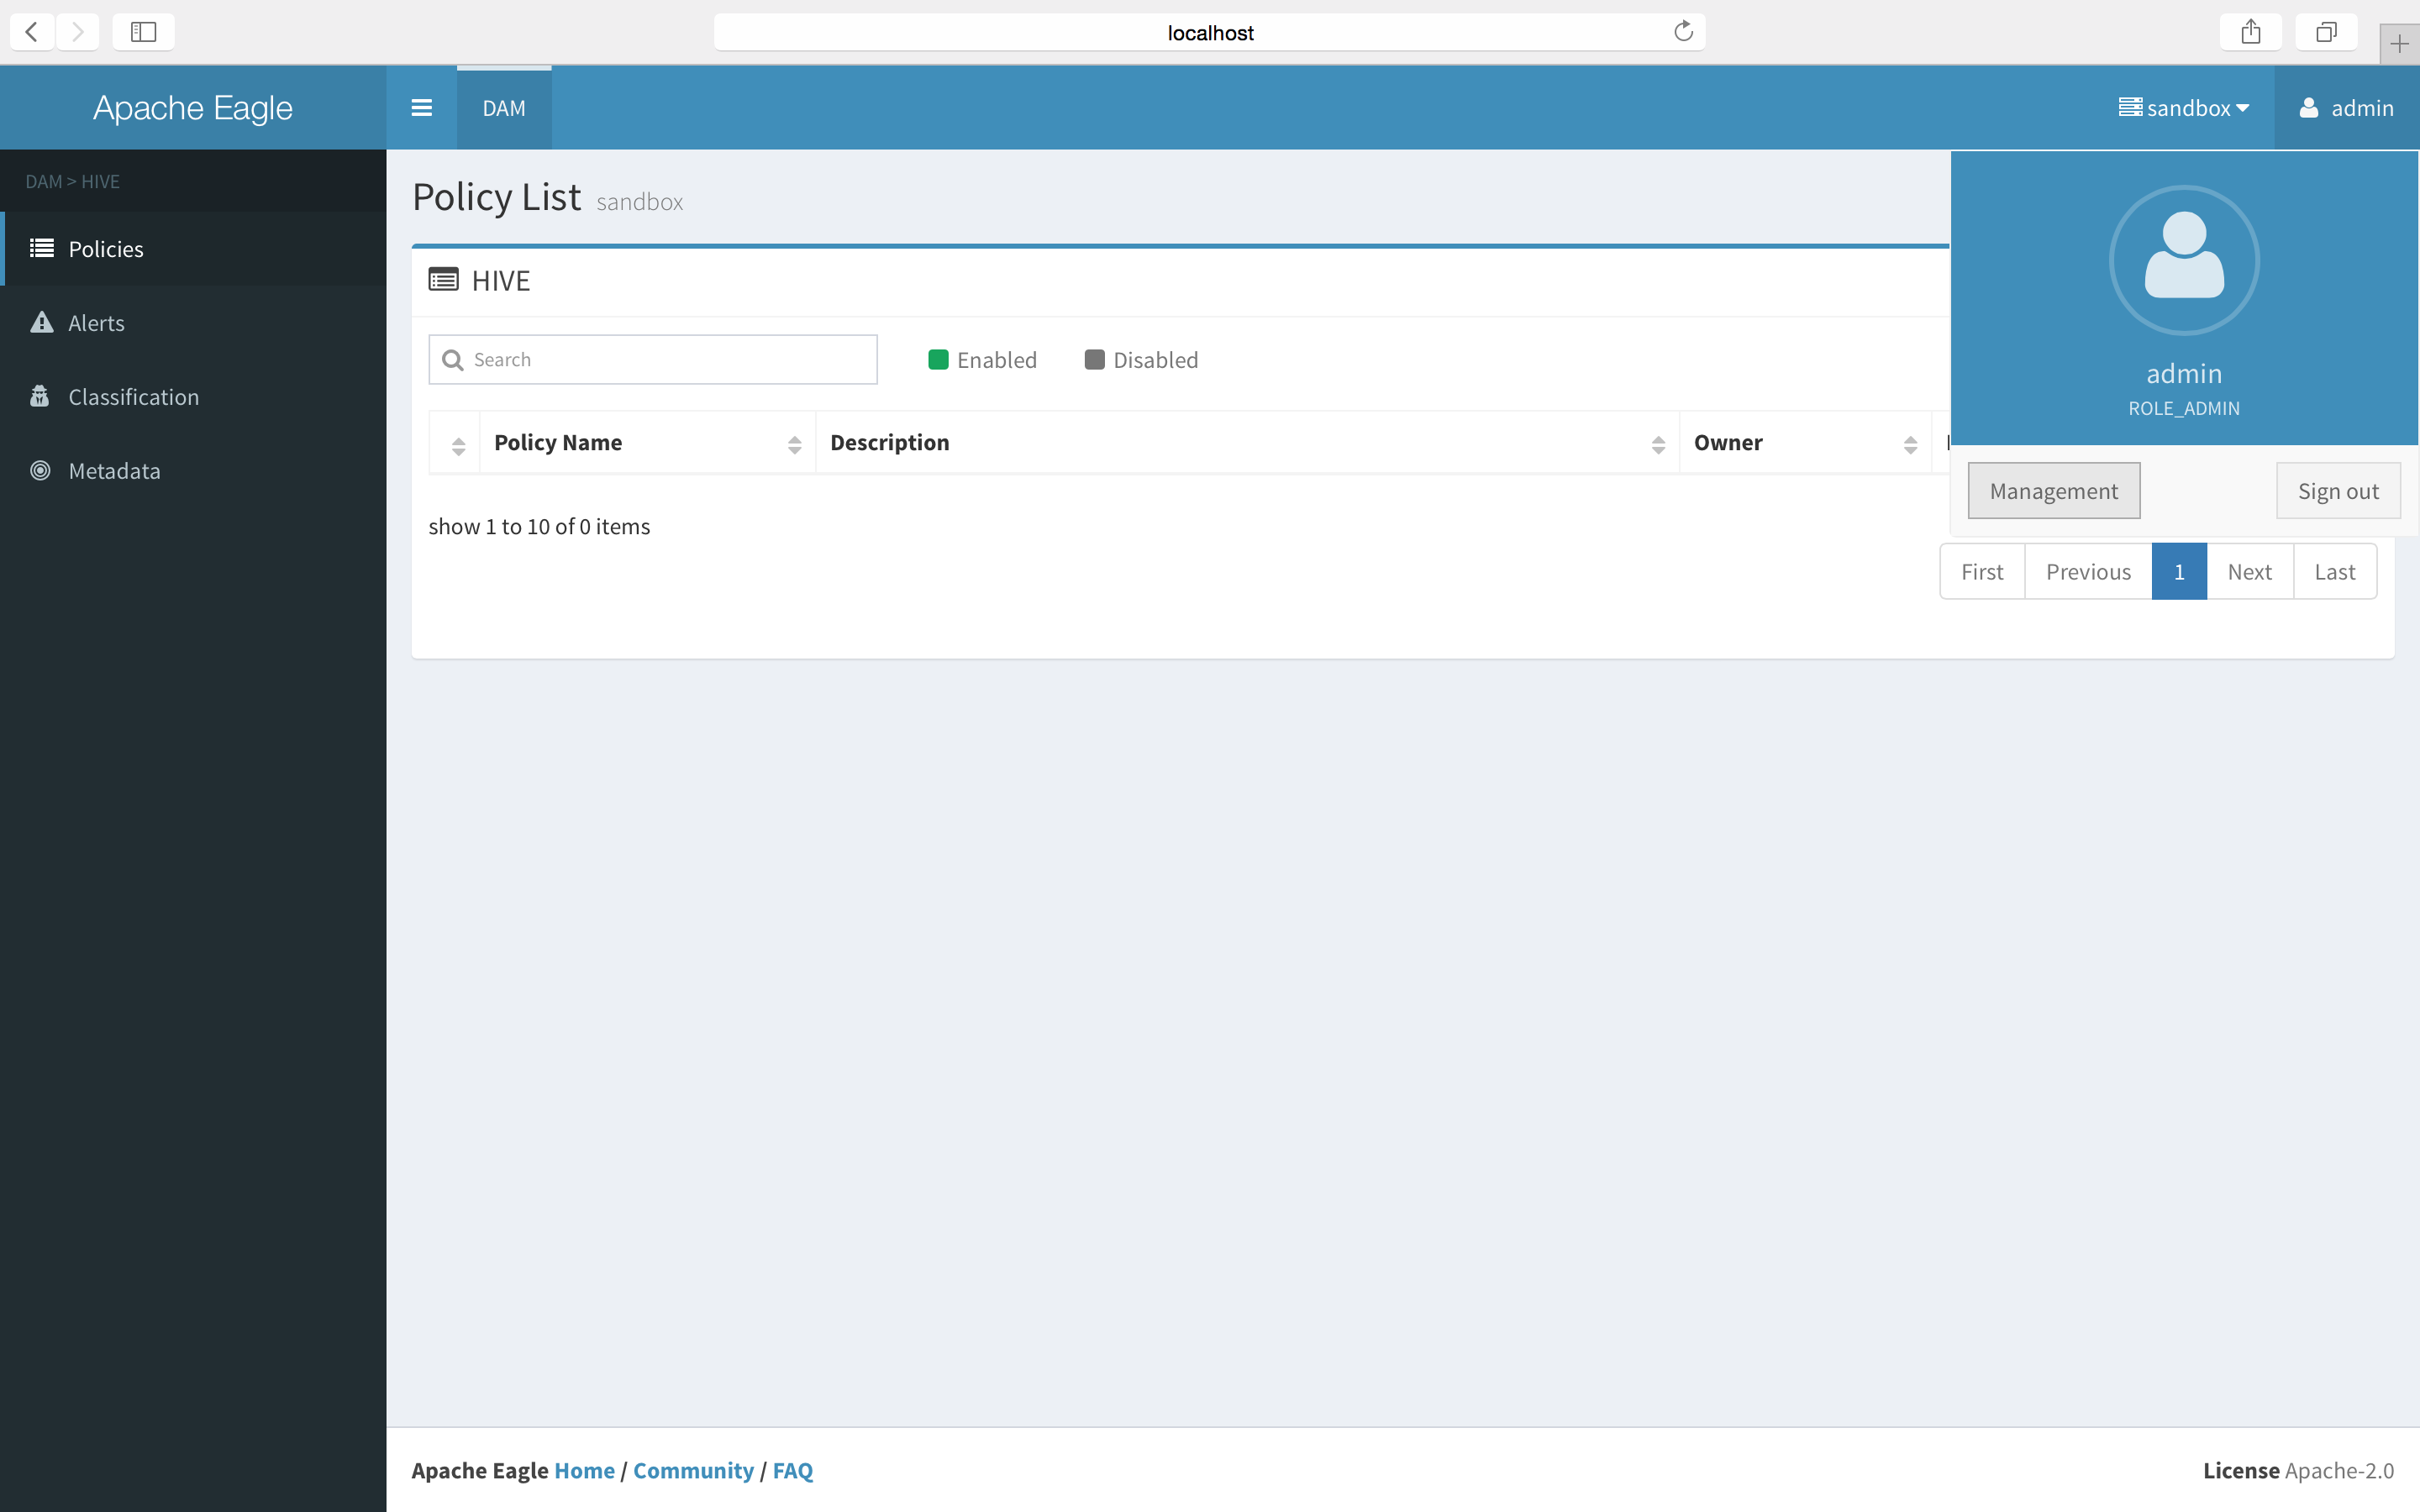 localhost
Apache Eagle
DAM
sandbox
admin
DAM > HIVE
Policies
Alerts
Classification
Metadata
Policy List sandbox
HIVE
Search
Enabled
Disabled
Policy Name
Description
Owner
show 1 to 10 of 0 items
admin
ROLE_ADMIN
Management
Sign out
First
Previous
1
Next
Last
Apache Eagle Home / Community / FAQ
License Apache-2.0